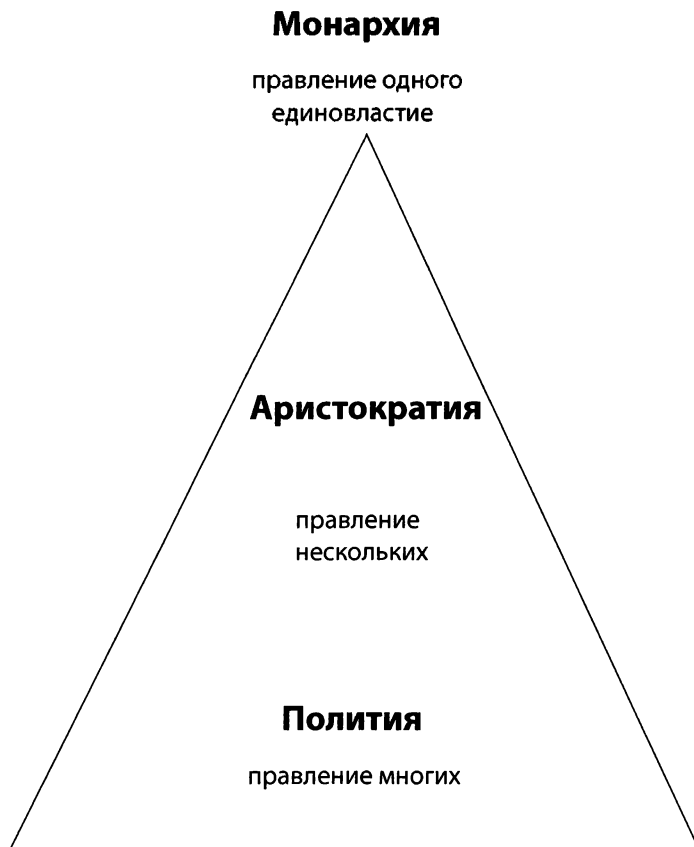 Монархия
правление одного
единовластие
Аристократия
правление
нескольких
Полития
правление многих